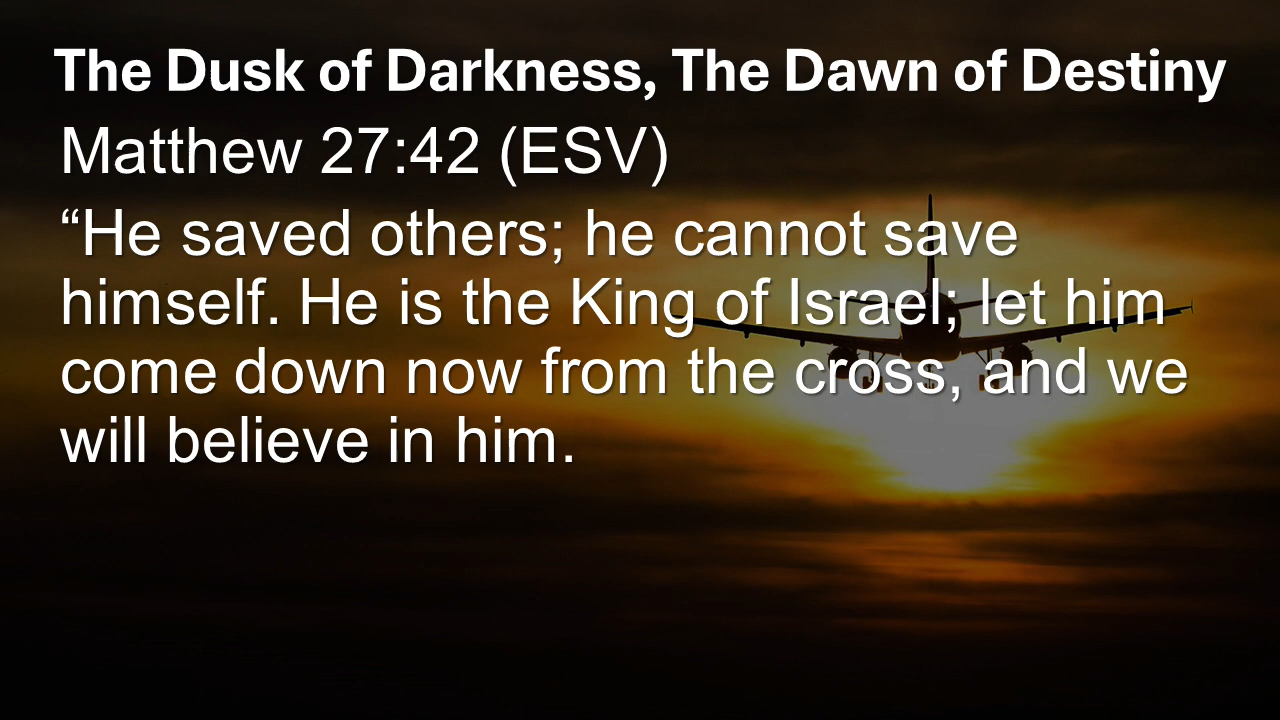 The Dusk of Darkness, The Dawn of Destiny
Matthew 27:42 (ESV)
“He saved others; he cannot save
himself. He is the King of Israel; let him
come down now from the cross, and we
will believe in him.